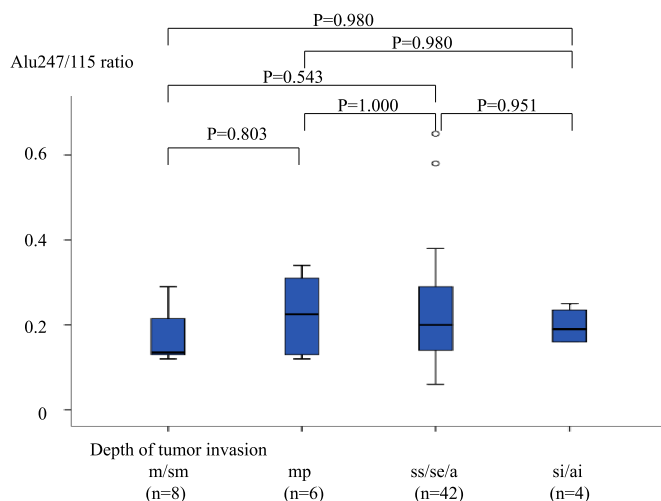 P=0.980
P=0.980
Alu247/115 ratio
P=0.543
P=1.000
P=0.951
P=0.803
0.6
0.4
0.2
0
Depth of tumor invasion
m/sm mp ss/se/a si/ai
(n=8) (n=6) (n=42) (n=4)